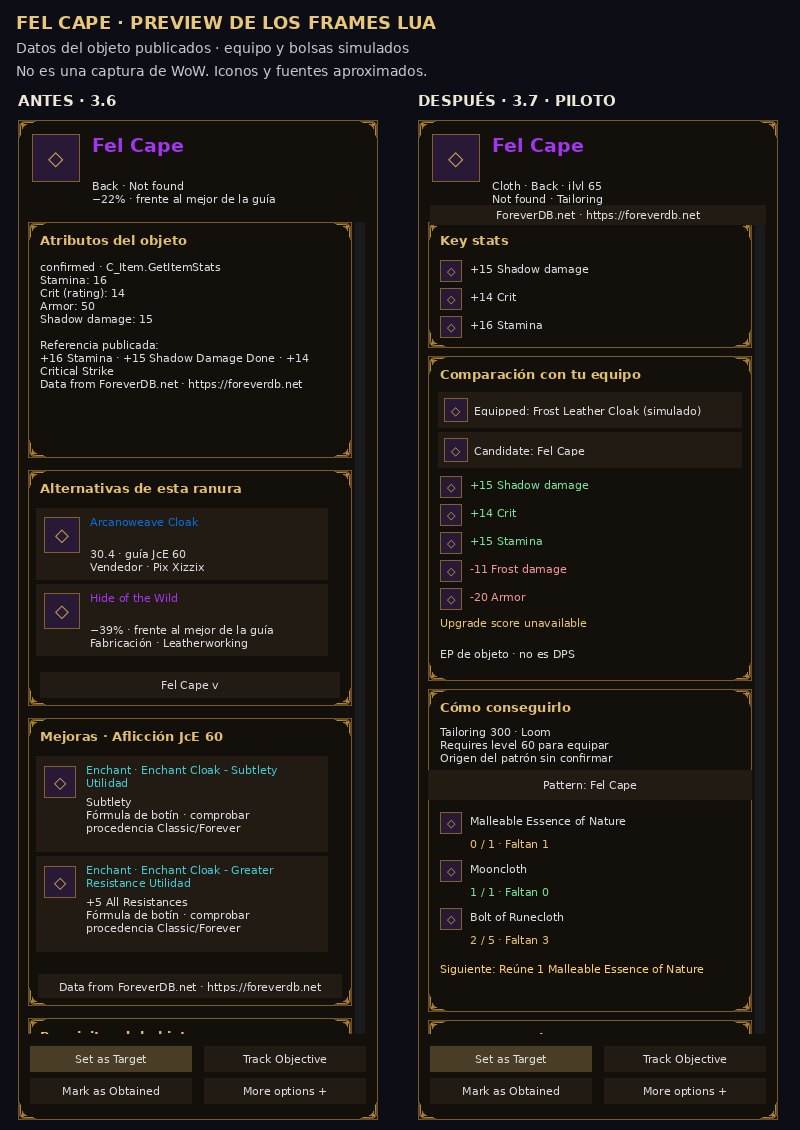 FEL CAPE · PREVIEW DE LOS FRAMES LUA
Datos del objeto publicados · equipo y bolsas simulados
No es una captura de WoW. Iconos y fuentes aproximados.
ANTES · 3.6
Fel Cape
Back · Not found
−22% · frente al mejor de la guía
Atributos del objeto
confirmed · C_Item.GetItemStats
Stamina: 16
Crit (rating): 14
Armor: 50
Shadow damage: 15
Referencia publicada:
+16 Stamina · +15 Shadow Damage Done · +14
Critical Strike
Data from ForeverDB.net · https://foreverdb.net
Alternativas de esta ranura
Arcanoweave Cloak
30.4 · guía JcE 60
Vendedor · Pix Xizzix
Hide of the Wild
−39% · frente al mejor de la guía
Fabricación · Leatherworking
Fel Cape v
Mejoras · Aflicción JcE 60
Enchant · Enchant Cloak - Subtlety
Utilidad
Subtlety
Fórmula de botín · comprobar
procedencia Classic/Forever
Enchant · Enchant Cloak - Greater
Resistance Utilidad
+5 All Resistances
Fórmula de botín · comprobar
procedencia Classic/Forever
Data from ForeverDB.net · https://foreverdb.net
Set as Target
Track Objective
Mark as Obtained
More options +
DESPUÉS · 3.7 · PILOTO
Fel Cape
Cloth · Back · ilvl 65
Not found · Tailoring
ForeverDB.net · https://foreverdb.net
Key stats
+15 Shadow damage
+14 Crit
+16 Stamina
Comparación con tu equipo
Equipped: Frost Leather Cloak (simulado)
Candidate: Fel Cape
+15 Shadow damage
+14 Crit
+15 Stamina
-11 Frost damage
-20 Armor
Upgrade score unavailable
EP de objeto · no es DPS
Cómo conseguirlo
Tailoring 300 · Loom
Requires level 60 para equipar
Origen del patrón sin confirmar
Pattern: Fel Cape
Malleable Essence of Nature
0 / 1 · Faltan 1
Mooncloth
1 / 1 · Faltan 0
Bolt of Runecloth
2 / 5 · Faltan 3
Siguiente: Reúne 1 Malleable Essence of Nature
Set as Target
Track Objective
Mark as Obtained
More options +